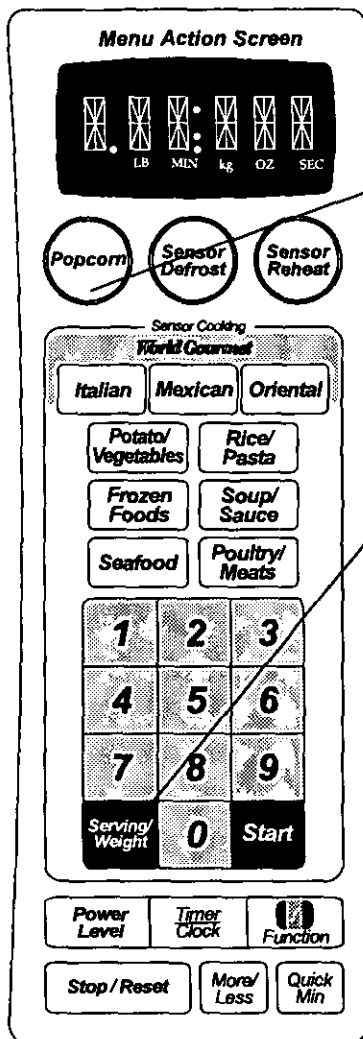 Menu Action Screen
LB MIN kg OZ SEC
Popcorn
Sensor
Defrost
Sensor
Reheat
Sensor Cooking
World Gourmet
Italian Mexican Oriental
Potato/
Vegetables
Rice/
Pasta
Frozen
Foods
Soup/
Sauce
Seafood
Poultry/
Meats
1 2 3
4 5 6
7 8 9
Serving/
Weight
0
Start
Power
Level
Timer
Clock
Function
Stop / Reset
More/
Less
Quick
Min